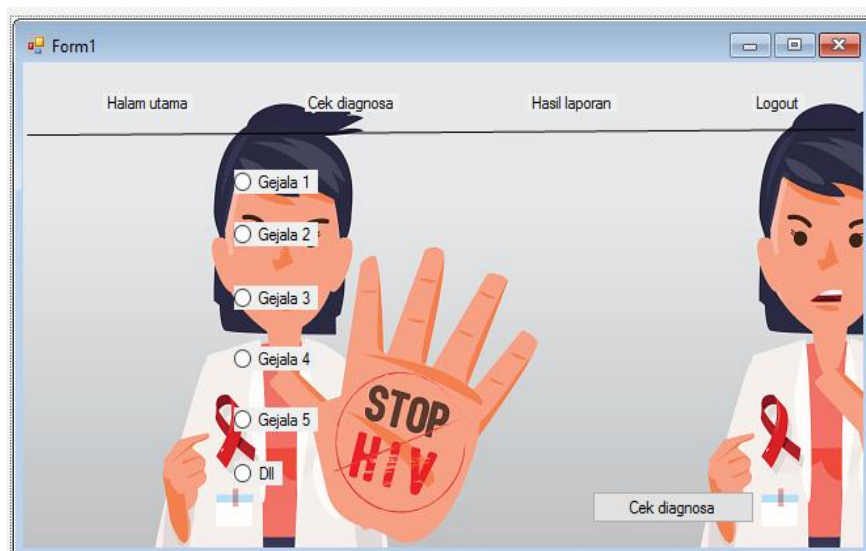 Form1
Halam utama Cek diagnosa Hasil laporan Logout
Gejala 1
Gejala 2
Gejala 3
Gejala 4
Gejala 5
Dll
STOP
HIV
Cek diagnosa